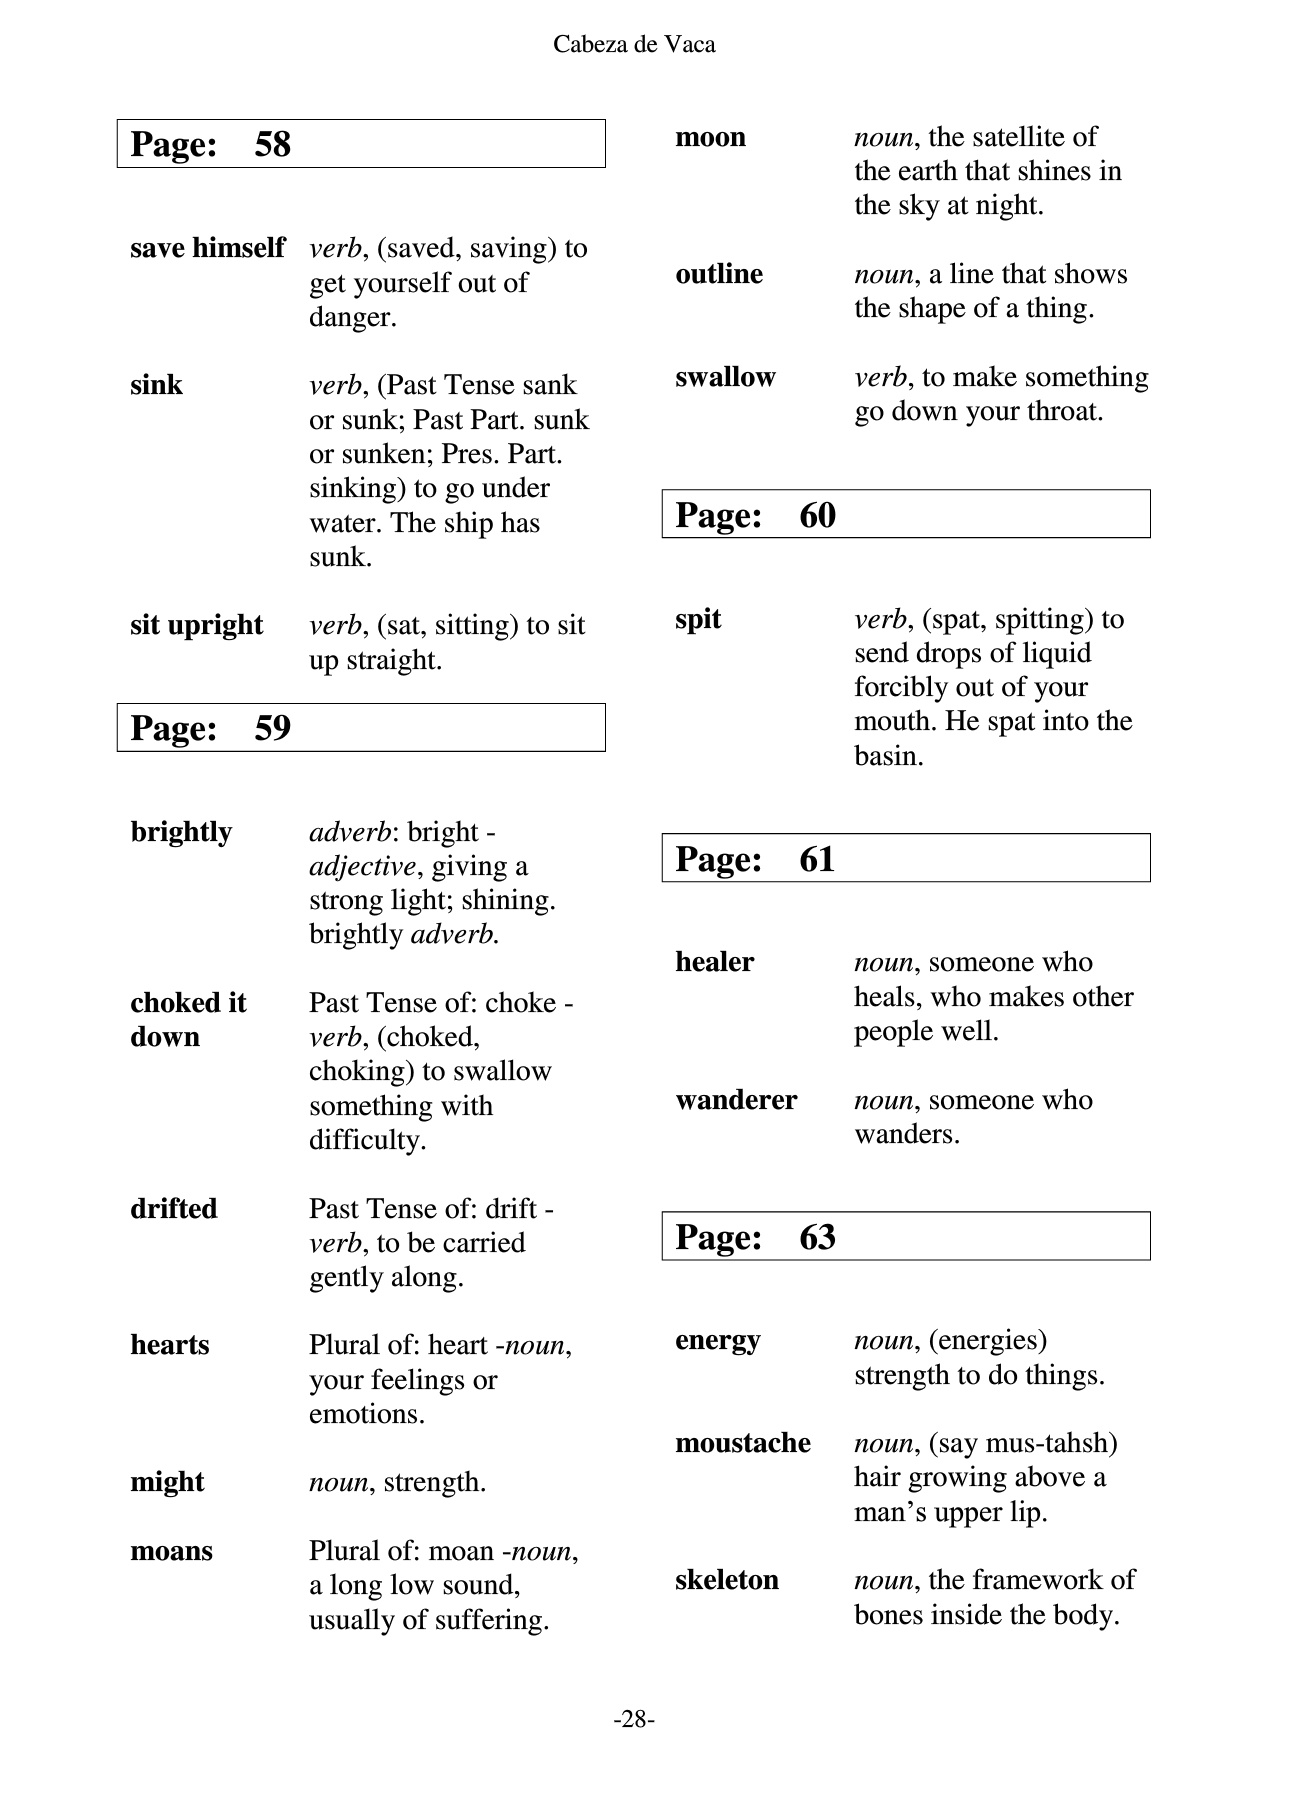 Cabeza de Vaca
Page: 58
save himself verb, (saved, saving) to
get yourself out of
danger.
sink verb, (Past Tense sank
or sunk; Past Part. sunk
or sunken; Pres. Part.
sinking) to go under
water. The ship has
sunk.
sit upright verb, (sat, sitting) to sit
up straight.
Page: 59
brightly adverb: bright -
adjective, giving a
strong light; shining.
brightly adverb.
choked it Past Tense of: choke -
down verb, (choked,
choking) to swallow
something with
difficulty.
drifted Past Tense of: drift -
verb, to be carried
gently along.
hearts Plural of: heart -noun,
your feelings or
emotions.
might noun, strength.
moans Plural of: moan -noun,
a long low sound,
usually of suffering.
moon noun, the satellite of
the earth that shines in
the sky at night.
outline noun, a line that shows
the shape of a thing.
swallow verb, to make something
go down your throat.
Page: 60
spit verb, (spat, spitting) to
send drops of liquid
forcibly out of your
mouth. He spat into the
basin.
Page: 61
healer noun, someone who
heals, who makes other
people well.
wanderer noun, someone who
wanders.
Page: 63
energy noun, (energies)
strength to do things.
moustache noun, (say mus-tahsh)
hair growing above a
man's upper lip.
skeleton noun, the framework of
bones inside the body.
-28-